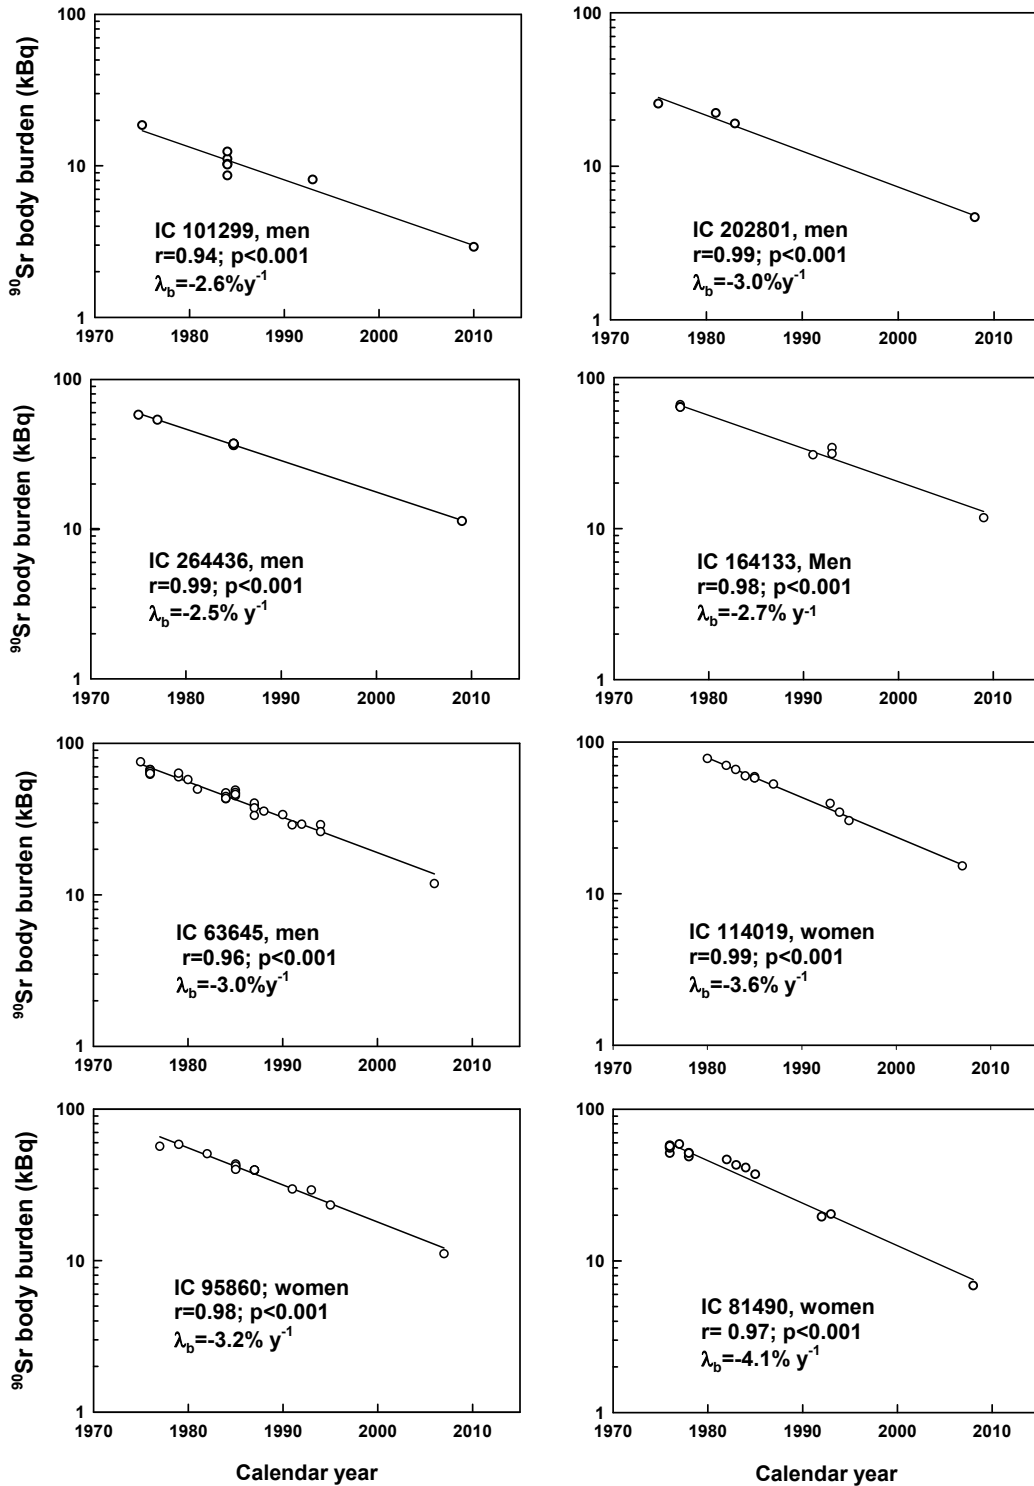 100
10
1
1970 1980 1990 2000 2010
⁹⁰Sr body burden (kBq)
IC 101299, men
r=0.94; p<0.001
λb=-2.6%y⁻¹
100
10
1
1970 1980 1990 2000 2010
IC 202801, men
r=0.99; p<0.001
λb=-3.0%y⁻¹
100
10
1
1970 1980 1990 2000 2010
⁹⁰Sr body burden (kBq)
IC 264436, men
r=0.99; p<0.001
λb=-2.5% y⁻¹
100
10
1
1970 1980 1990 2000 2010
IC 164133, Men
r=0.98; p<0.001
λb=-2.7% y⁻¹
100
10
1
1970 1980 1990 2000 2010
⁹⁰Sr body burden (kBq)
IC 63645, men
r=0.96; p<0.001
λb=-3.0%y⁻¹
100
10
1
1970 1980 1990 2000 2010
IC 114019, women
r=0.99; p<0.001
λb=-3.6% y⁻¹
100
10
1
1970 1980 1990 2000 2010
⁹⁰Sr body burden (kBq)
IC 95860; women
r=0.98; p<0.001
λb=-3.2% y⁻¹
Calendar year
100
10
1
1970 1980 1990 2000 2010
IC 81490, women
r= 0.97; p<0.001
λb=-4.1% y⁻¹
Calendar year